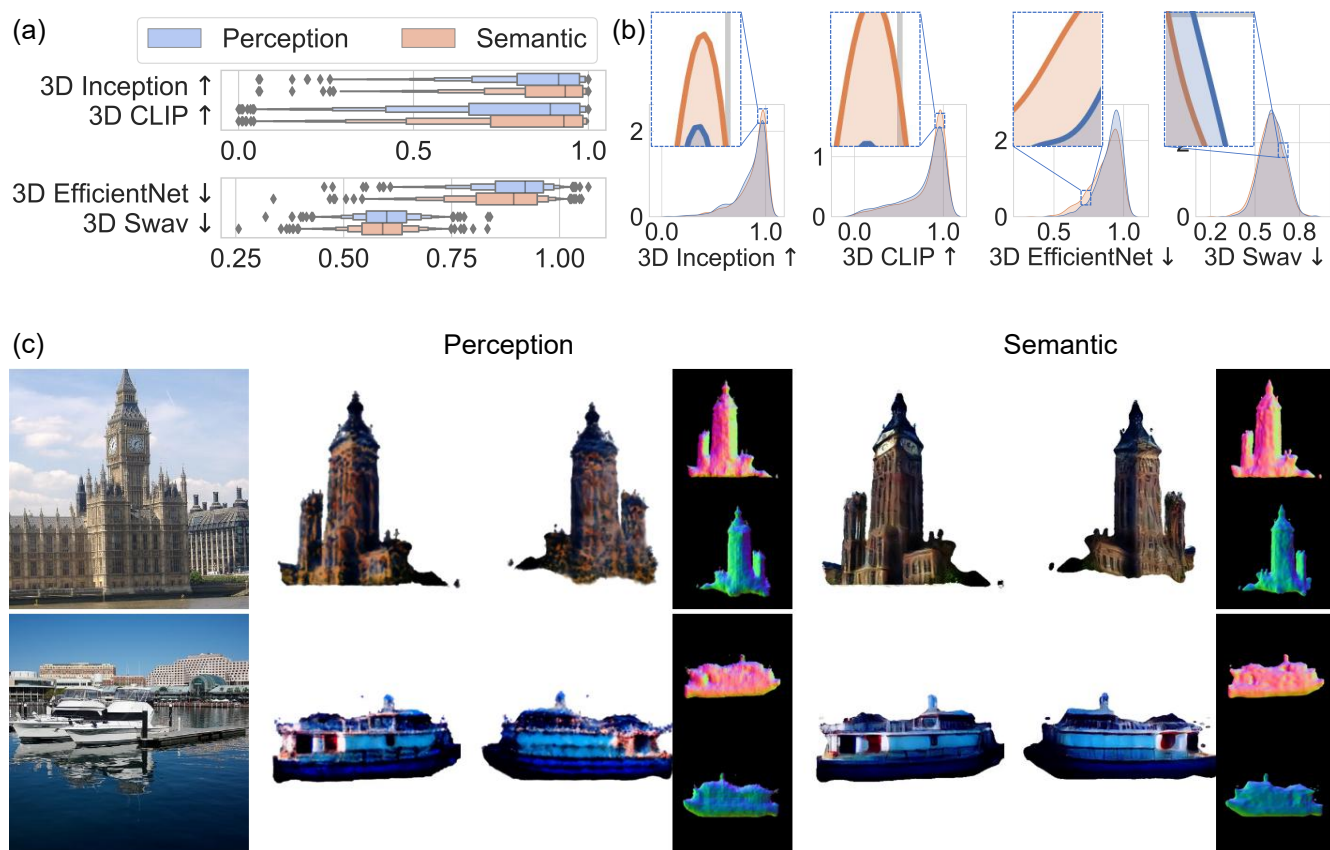 (a)
Perception Semantic
3D Inception ↑
3D CLIP ↑
0.0 0.5 1.0
3D EfficientNet ↓
3D Swav ↓
0.25 0.50 0.75 1.00
(b)
2
0
0.0 1.0
3D Inception ↑
1
0
0.0 1.0
3D CLIP ↑
2
0
0.5 1.0
3D EfficientNet ↓
2
0
0.2 0.5 0.8
3D Swav ↓
(c)
Perception Semantic